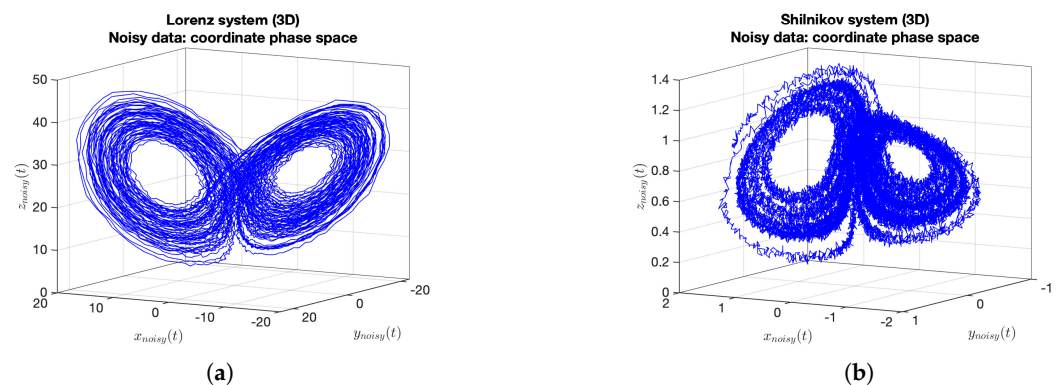 Lorenz system (3D)
Noisy data: coordinate phase space
50
40
30
20
10
0
z_{noisy}(t)
20
10
0
-10
-20
x_{noisy}(t)
20
0
-20
y_{noisy}(t)
(a)
Shilnikov system (3D)
Noisy data: coordinate phase space
1.4
1.2
1
0.8
0.6
0.4
0.2
0
z_{noisy}(t)
2
1
0
-1
-2
x_{noisy}(t)
1
0
-1
y_{noisy}(t)
(b)